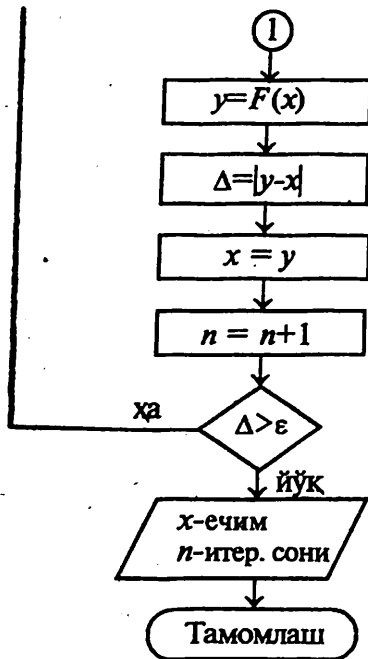 1
y=F(x)
Δ=|y-x|
x = y
n = n+1
ҳа
Δ>ε
йўқ
x-ечим
n-итер. сони
Тамомлаш